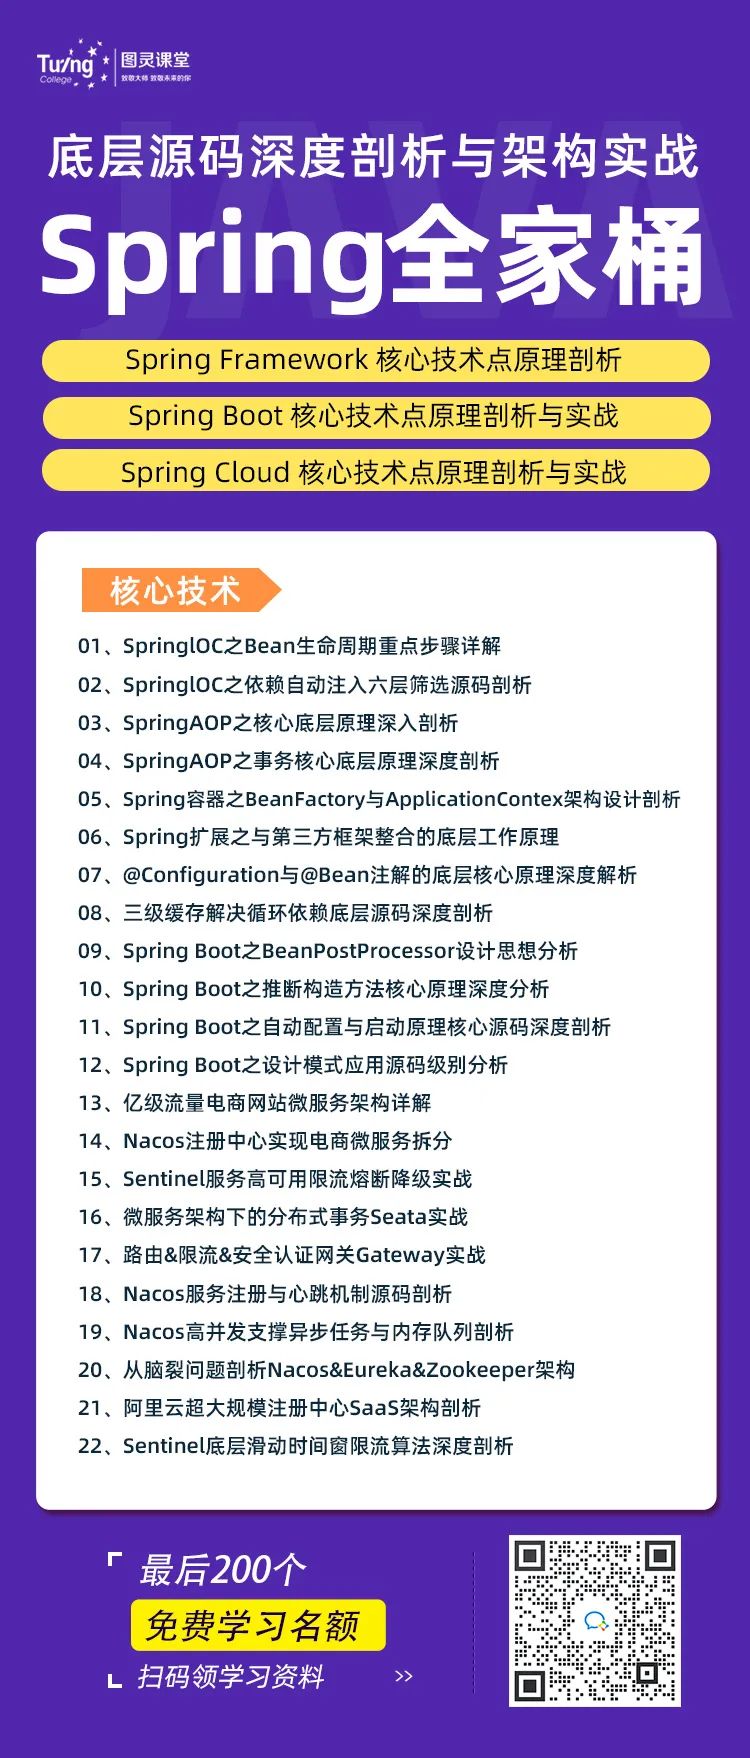 Tu/ng
College
图灵课堂
致敬大师 致敬未来的你
JAVA
底层源码深度剖析与架构实战
Spring全家桶
Spring Framework 核心技术点原理剖析
Spring Boot 核心技术点原理剖析与实战
Spring Cloud 核心技术点原理剖析与实战
核心技术
01、SpringlOC之Bean生命周期重点步骤详解
02、SpringlOC之依赖自动注入六层筛选源码剖析
03、SpringAOP之核心底层原理深入剖析
04、SpringAOP之事务核心底层原理深度剖析
05、Spring容器之BeanFactory与ApplicationContex架构设计剖析
06、Spring扩展之与第三方框架整合的底层工作原理
07、@Configuration与@Bean注解的底层核心原理深度解析
08、三级缓存解决循环依赖底层源码深度剖析
09、Spring Boot之BeanPostProcessor设计思想分析
10、Spring Boot之推断构造方法核心原理深度分析
11、Spring Boot之自动配置与启动原理核心源码深度剖析
12、Spring Boot之设计模式应用源码级别分析
13、亿级流量电商网站微服务架构详解
14、Nacos注册中心实现电商微服务拆分
15、Sentinel服务高可用限流熔断降级实战
16、微服务架构下的分布式事务Seata实战
17、路由&限流&安全认证网关Gateway实战
18、Nacos服务注册与心跳机制源码剖析
19、Nacos高并发支撑异步任务与内存队列剖析
20、从脑裂问题剖析Nacos&Eureka&Zookeeper架构
21、阿里云超大规模注册中心SaaS架构剖析
22、Sentinel底层滑动时间窗限流算法深度剖析
最后200个
免费学习名额
扫码领学习资料 >>